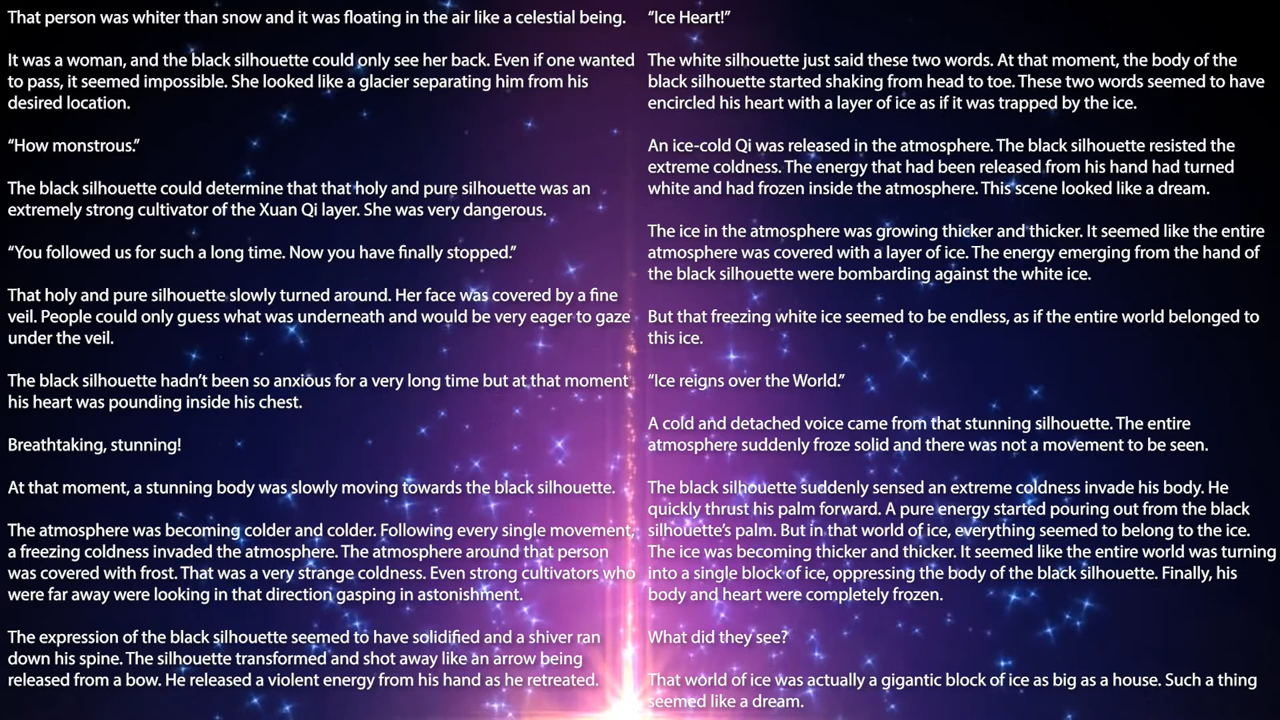 That person was whiter than snow and it was floating in the air like a celestial being.
It was a woman, and the black silhouette could only see her back. Even if one wanted
to pass, it seemed impossible. She looked like a glacier separating him from his
desired location.
“How monstrous.”
The black silhouette could determine that that holy and pure silhouette was an
extremely strong cultivator of the Xuan Qi layer. She was very dangerous.
“You followed us for such a long time. Now you have finally stopped.”
That holy and pure silhouette slowly turned around. Her face was covered by a fine
veil. People could only guess what was underneath and would be very eager to gaze
under the veil.
The black silhouette hadn’t been so anxious for a very long time but at that moment
his heart was pounding inside his chest.
Breathtaking, stunning!
At that moment, a stunning body was slowly moving towards the black silhouette.
The atmosphere was becoming colder and colder. Following every single movement,
a freezing coldness invaded the atmosphere. The atmosphere around that person
was covered with frost. That was a very strange coldness. Even strong cultivators who
were far away were looking in that direction gasping in astonishment.
The expression of the black silhouette seemed to have solidified and a shiver ran
down his spine. The silhouette transformed and shot away like an arrow being
released from a bow. He released a violent energy from his hand as he retreated.
“Ice Heart!”
The white silhouette just said these two words. At that moment, the body of the
black silhouette started shaking from head to toe. These two words seemed to have
encircled his heart with a layer of ice as if it was trapped by the ice.
An ice-cold Qi was released in the atmosphere. The black silhouette resisted the
extreme coldness. The energy that had been released from his hand had turned
white and had frozen inside the atmosphere. This scene looked like a dream.
The ice in the atmosphere was growing thicker and thicker. It seemed like the entire
atmosphere was covered with a layer of ice. The energy emerging from the hand of
the black silhouette were bombarding against the white ice.
But that freezing white ice seemed to be endless, as if the entire world belonged to
this ice.
“Ice reigns over the World.”
A cold and detached voice came from that stunning silhouette. The entire
atmosphere suddenly froze solid and there was not a movement to be seen.
The black silhouette suddenly sensed an extreme coldness invade his body. He
quickly thrust his palm forward. A pure energy started pouring out from the black
silhouette’s palm. But in that world of ice, everything seemed to belong to the ice.
The ice was becoming thicker and thicker. It seemed like the entire world was turning
into a single block of ice, oppressing the body of the black silhouette. Finally, his
body and heart were completely frozen.
What did they see?
That world of ice was actually a gigantic block of ice as big as a house. Such a thing
seemed like a dream.